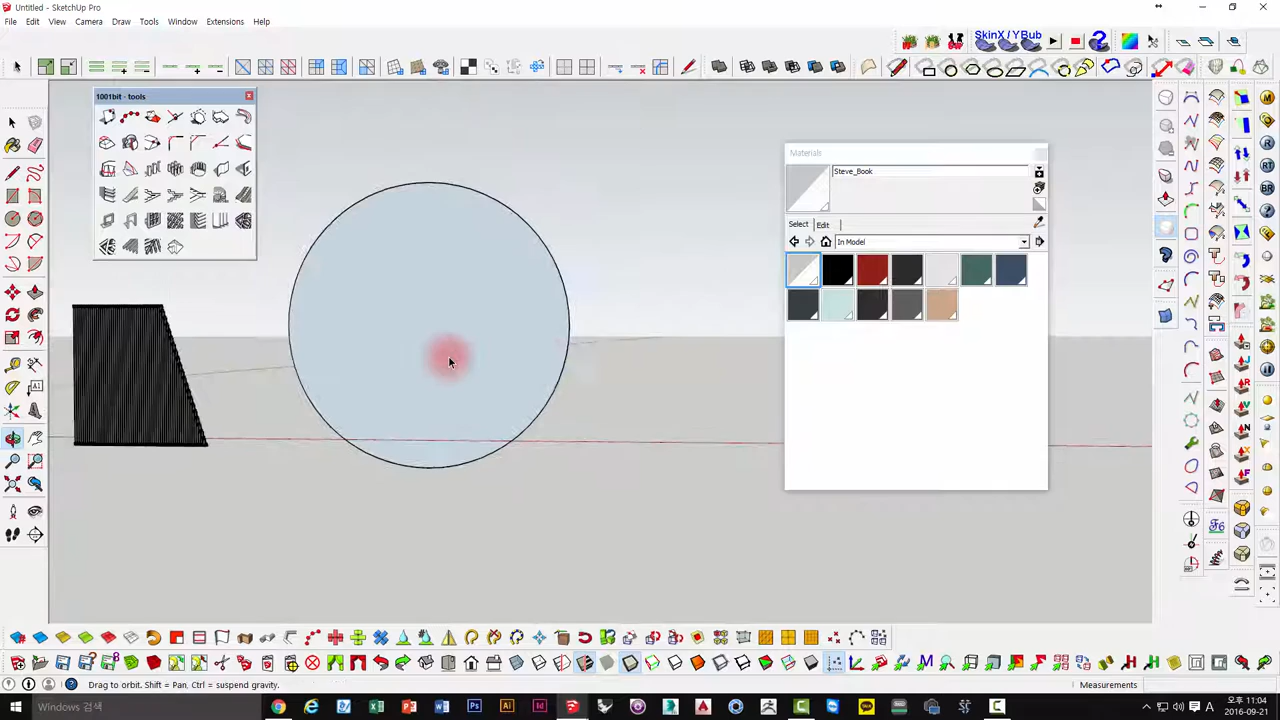 Untitled - SketchUp Pro
File Edit View Camera Draw Tools Window Extensions Help
SkinX / YBub
1001bit - tools
Materials
Steve_Book
Select Edit
In Model
Drag to orbit. Shift = Pan, Ctrl = suspend gravity.
Measurements
Windows 검색
오후 11:04
2016-09-21